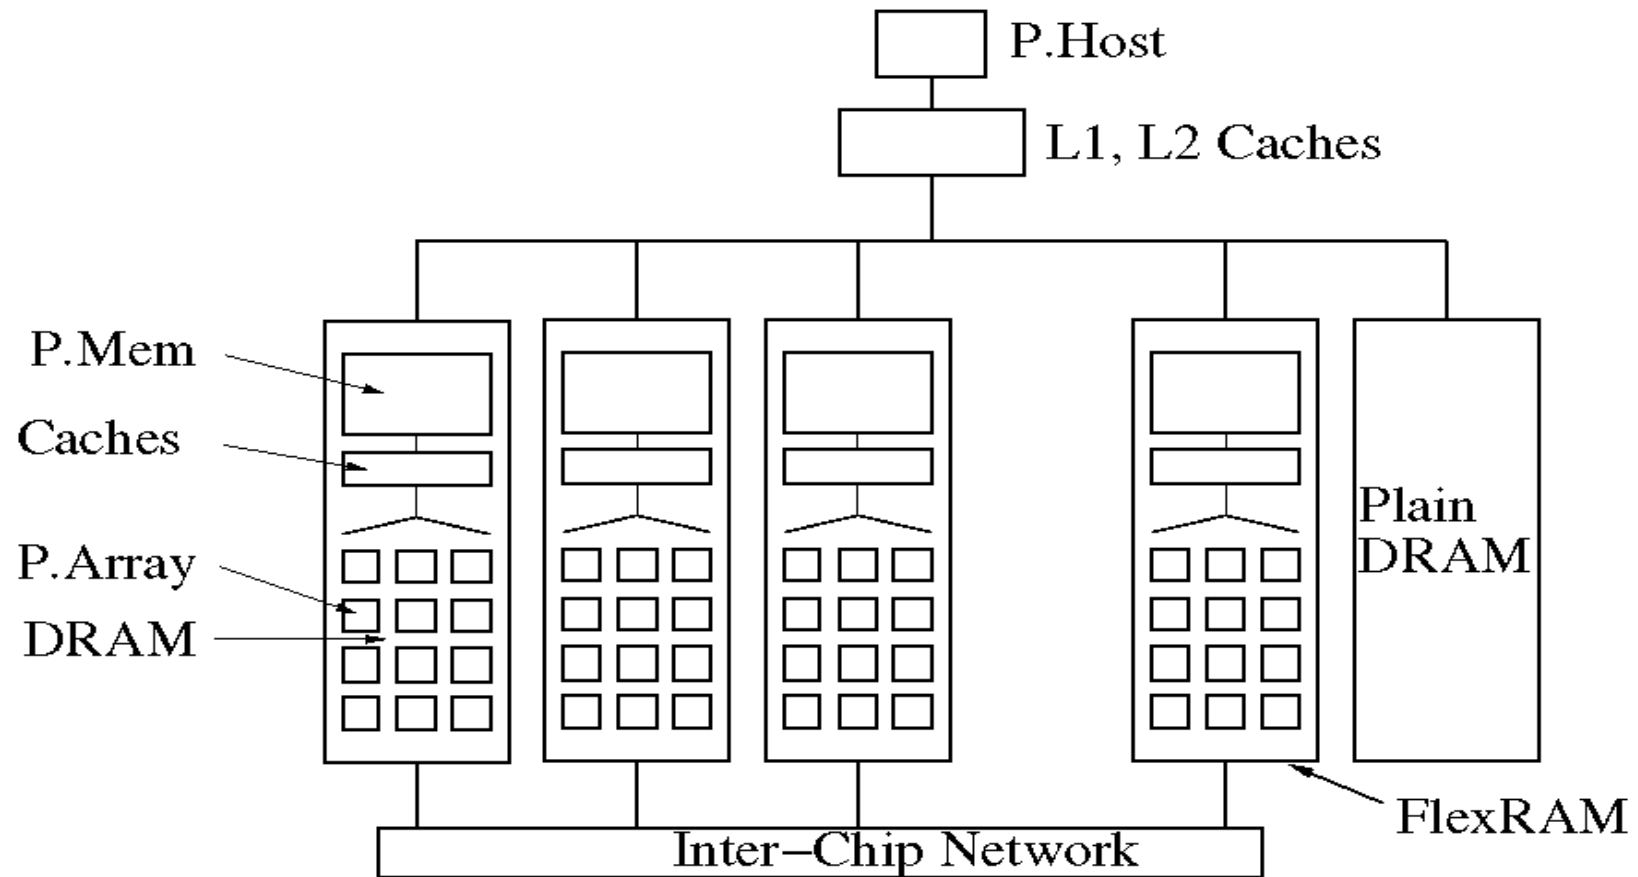 P.Host
L1, L2 Caches
P.Mem
Caches
P.Array
DRAM
Plain
DRAM
FlexRAM
Inter–Chip Network